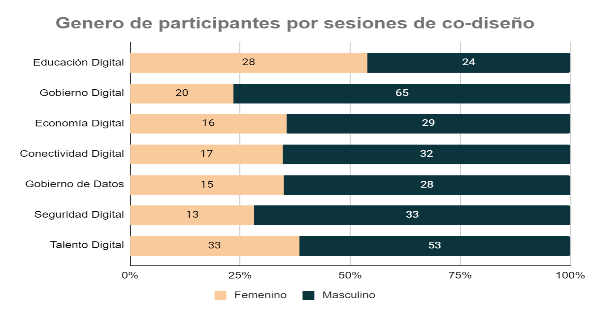 Genero de participantes por sesiones de co-diseño
Educación Digital 28 24
Gobierno Digital 20 65
Economía Digital 16 29
Conectividad Digital 17 32
Gobierno de Datos 15 28
Seguridad Digital 13 33
Talento Digital 33 53
0% 25% 50% 75% 100%
Femenino Masculino